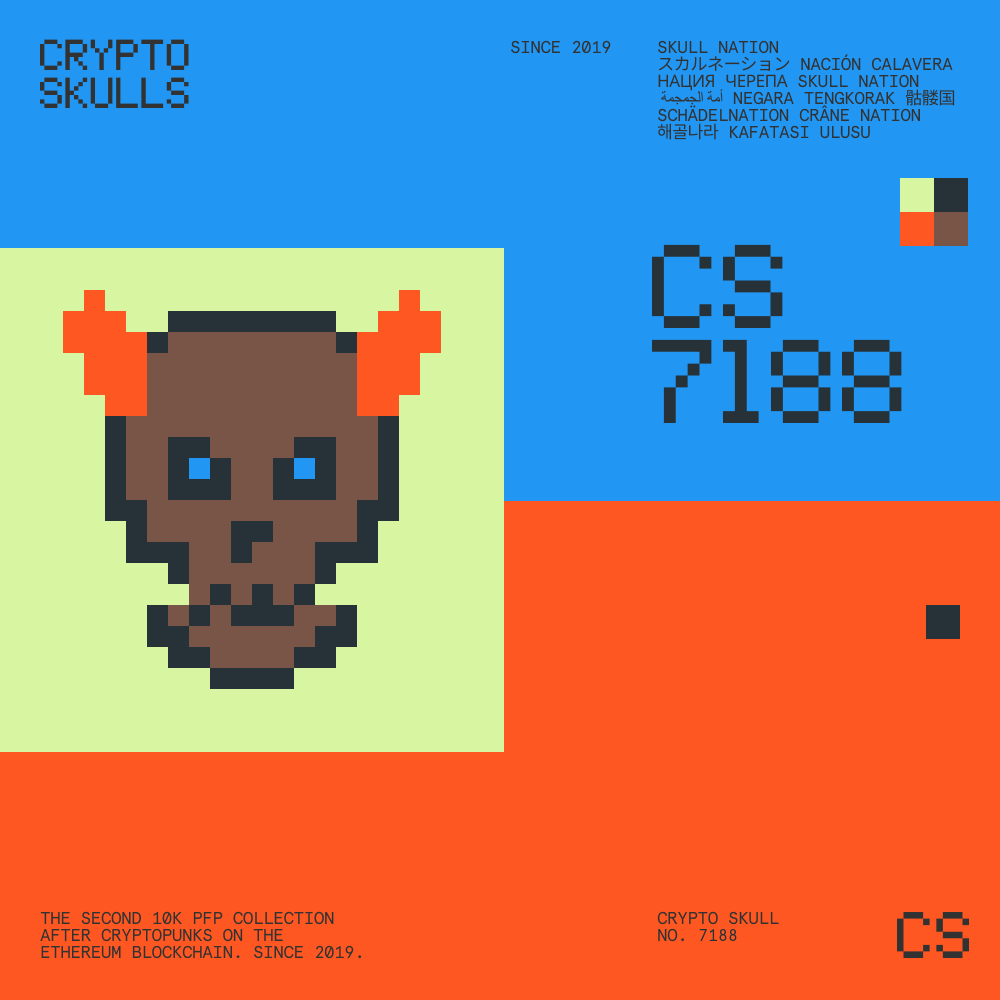 CRYPTO
SKULLS
SINCE 2019
SKULL NATION
スカルネーション NACIÓN CALAVERA
НАЦИЯ ЧЕРЕПА SKULL NATION
أمة الجمجمة NEGARA TENGKORAK 骷髅国
SCHÄDELNATION CRÂNE NATION
해골나라 KAFATASI ULUSU
CS
7188
THE SECOND 10K PFP COLLECTION
AFTER CRYPTOPUNKS ON THE
ETHEREUM BLOCKCHAIN. SINCE 2019.
CRYPTO SKULL
NO. 7188
CS